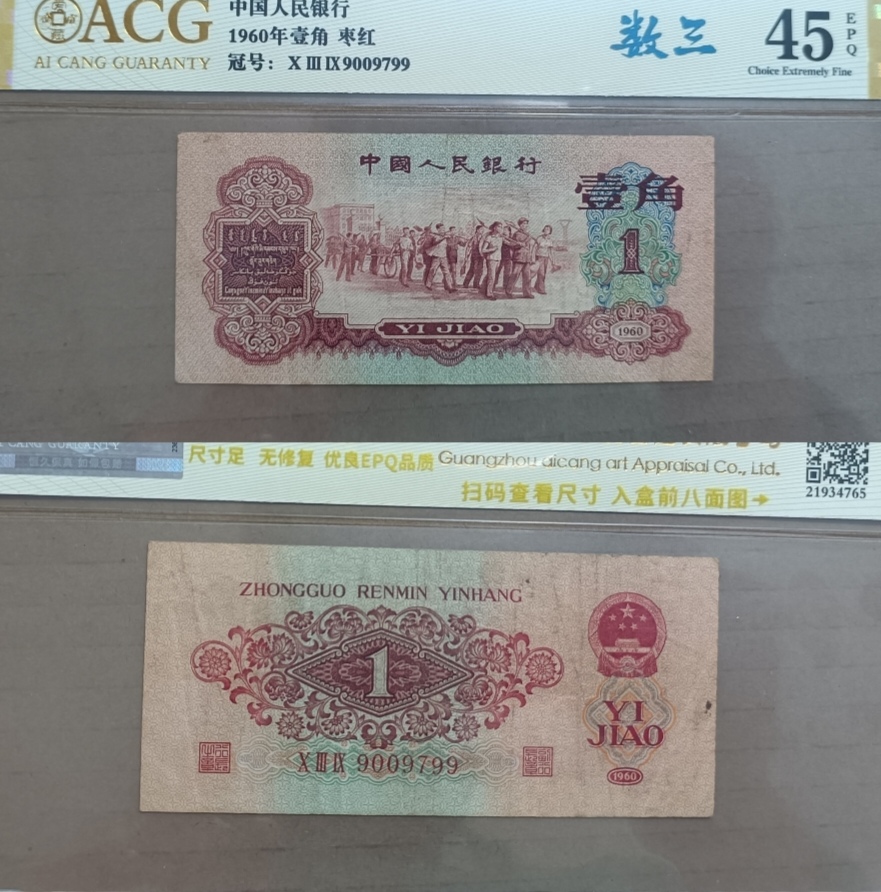 ACG
AI CANG GUARANTY
中国人民银行
1960年壹角 枣红
冠号: X Ⅲ Ⅸ 9009799
数三
45
EPQ
Choice Extremely Fine
中國人民銀行
壹角
1
YI JIAO
1960
尺寸足 无修复 优良EPQ品质
Guangzhou aicang art Appraisal Co., Ltd.
扫码查看尺寸 入盒前八面图→
21934765
ZHONGGUO RENMIN YINHANG
1
YI
JIAO
X Ⅲ Ⅸ 9009799
1960